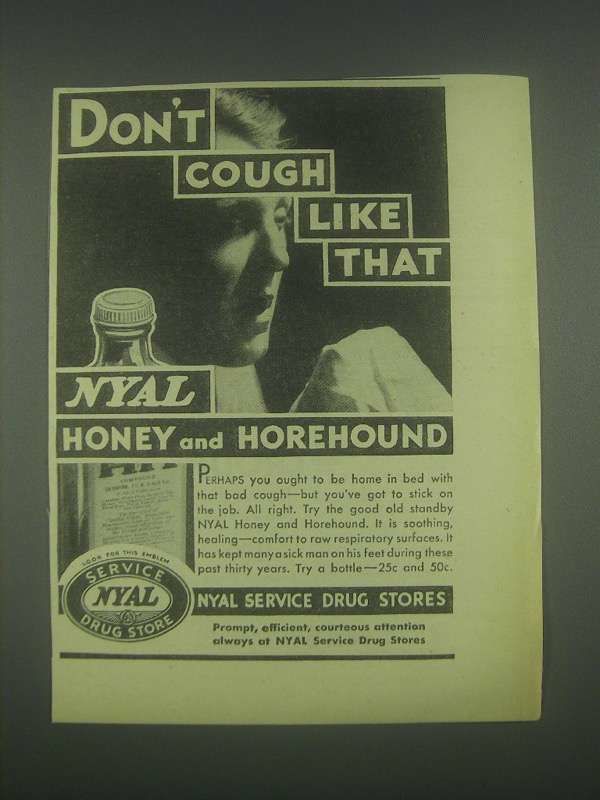 DON'T
COUGH
LIKE
THAT
NYAL
HONEY and HOREHOUND
PERHAPS you ought to be home in bed with
that bad cough—but you've got to stick on
the job. All right. Try the good old standby
NYAL Honey and Horehound. It is soothing,
healing—comfort to raw respiratory surfaces. It
has kept many a sick man on his feet during these
past thirty years. Try a bottle—25c and 50c.
LOOK FOR THIS EMBLEM
SERVICE
NYAL
DRUG STORE
NYAL SERVICE DRUG STORES
Prompt, efficient, courteous attention
always at NYAL Service Drug Stores